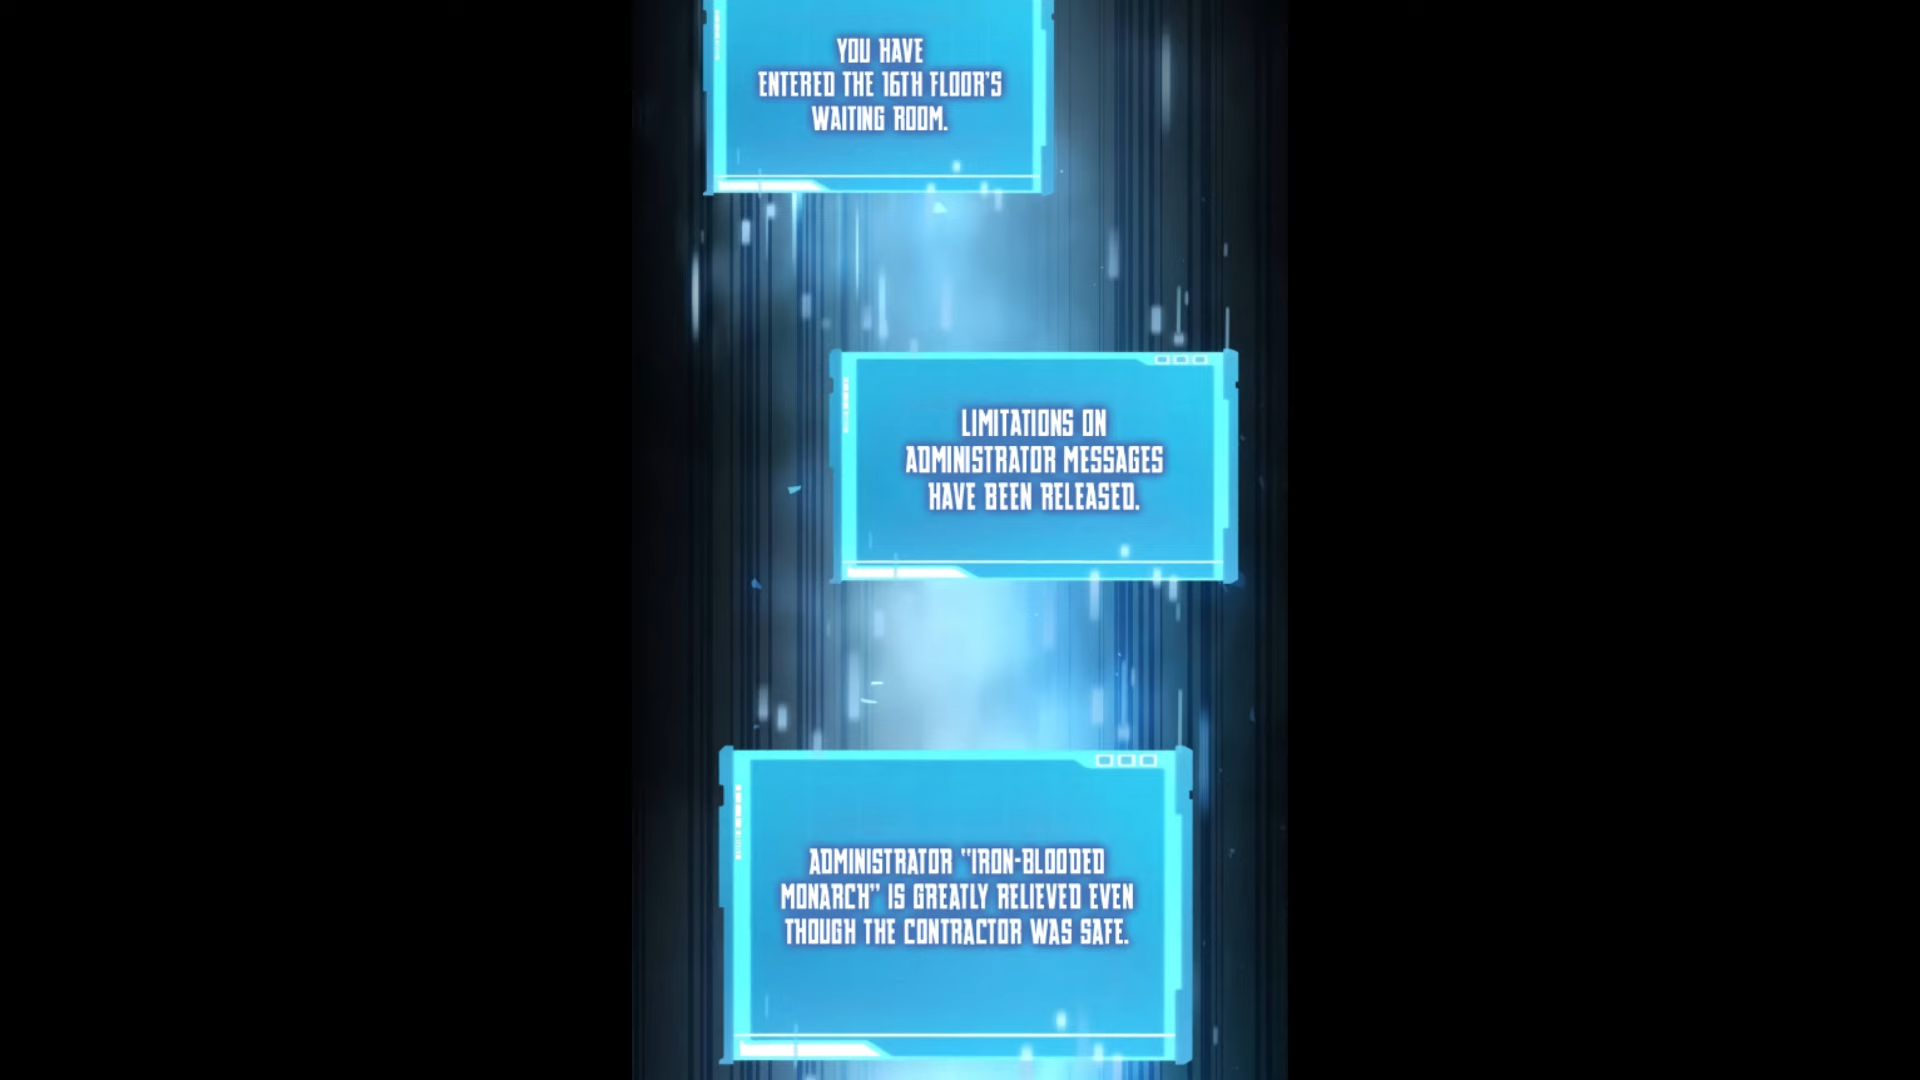 YOU HAVE
ENTERED THE 16TH FLOOR'S
WAITING ROOM.
LIMITATIONS ON
ADMINISTRATOR MESSAGES
HAVE BEEN RELEASED.
ADMINISTRATOR "IRON-BLOODED
MONARCH" IS GREATLY RELIEVED EVEN
THOUGH THE CONTRACTOR WAS SAFE.